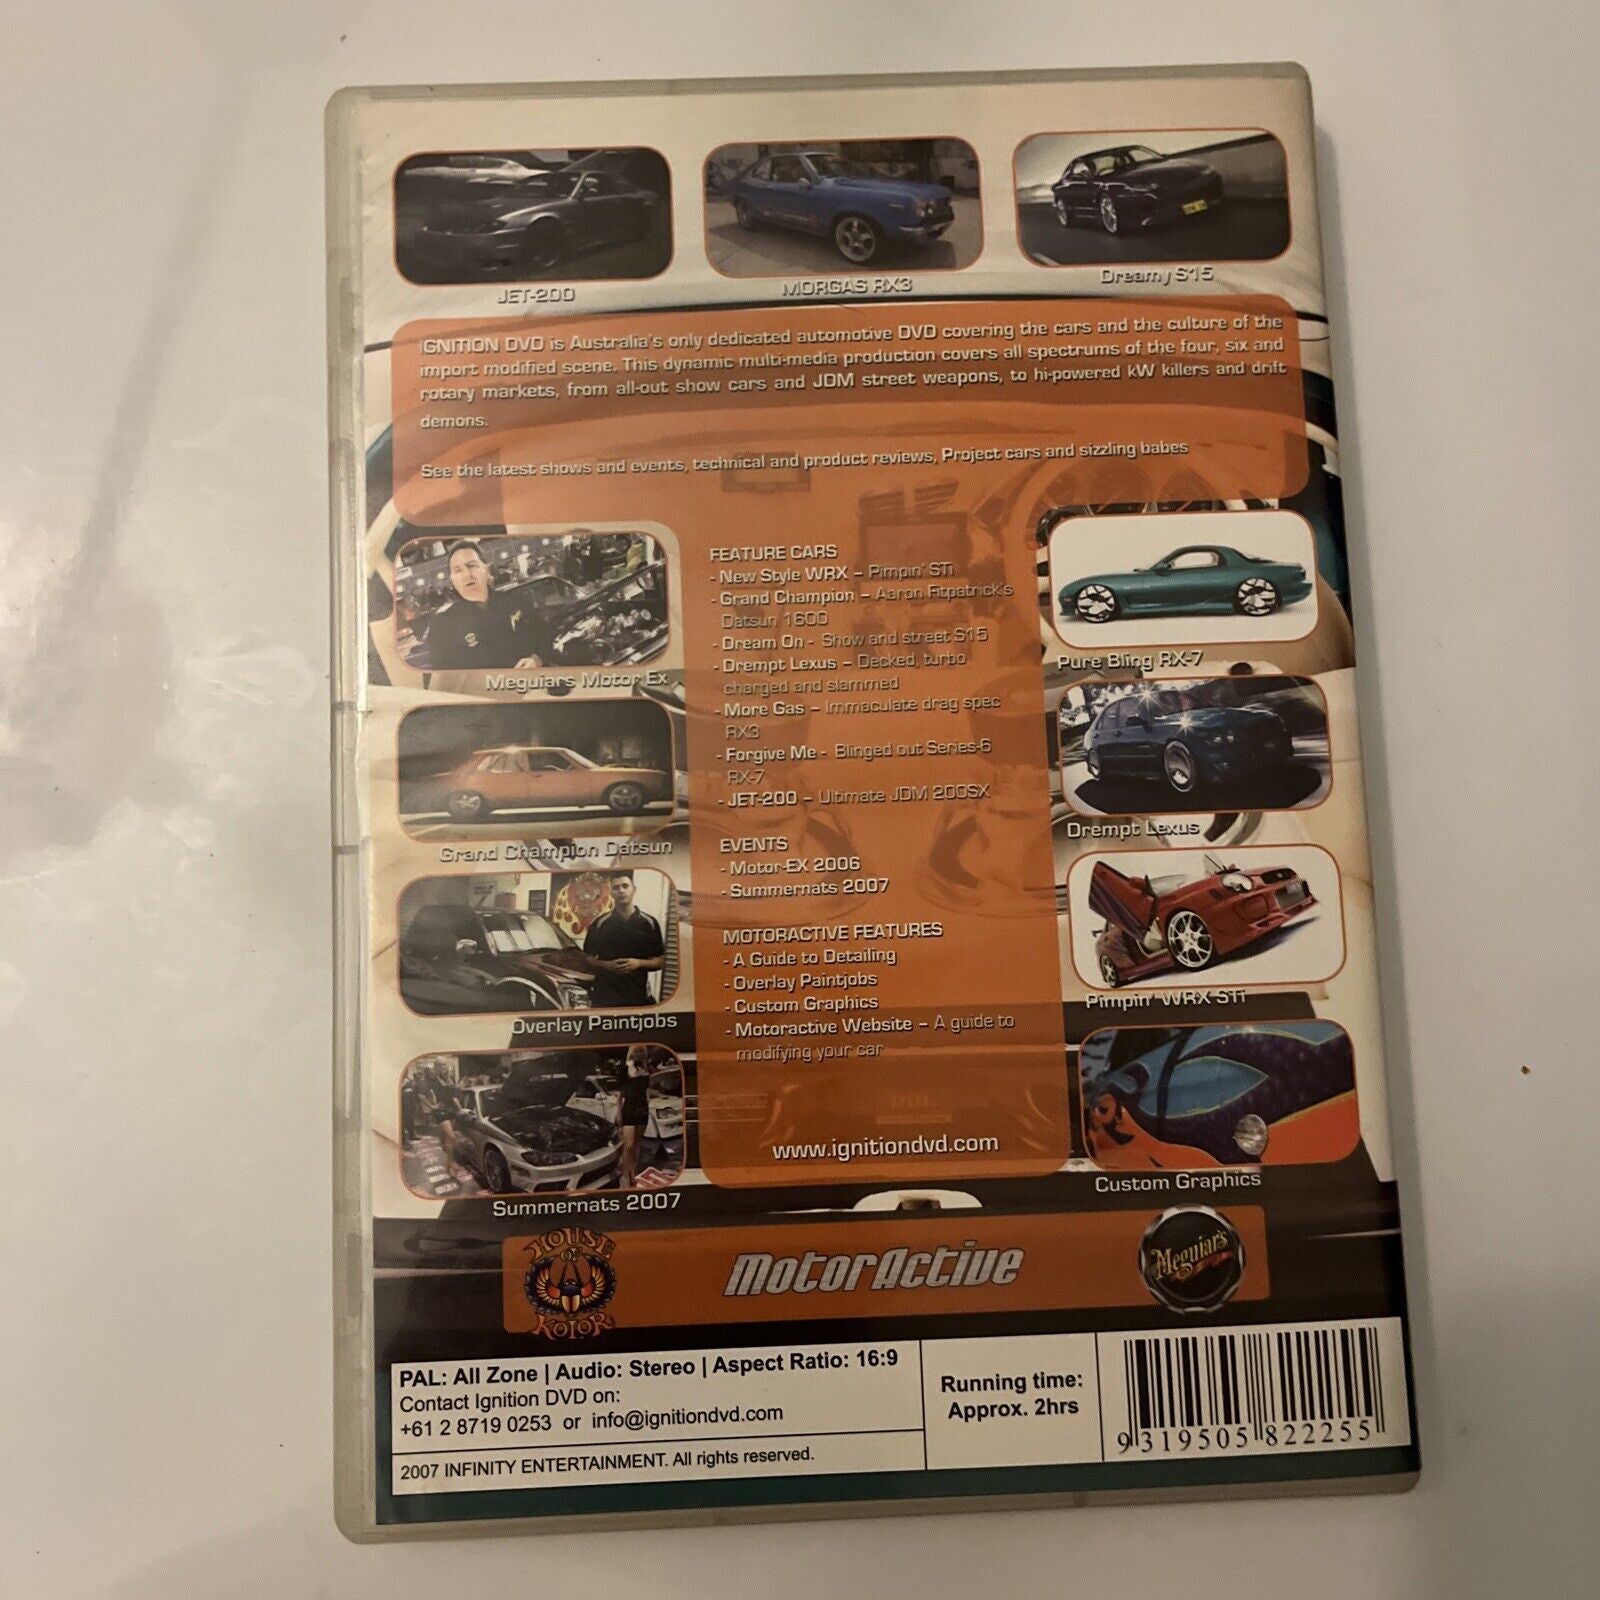 JET-200
MORGAS RX3
Dreamy S15
IGNITION DVD is Australia's only dedicated automotive DVD covering the cars and the culture of the
import modified scene. This dynamic multi-media production covers all spectrums of the four, six and
rotary markets, from all-out show cars and JDM street weapons, to hi-powered kW killers and drift
demons.
See the latest shows and events, technical and product reviews, Project cars and sizzling babes
Meguiars Motor Ex
Grand Champion Datsun
Overlay Paintjobs
Summernats 2007
FEATURE CARS
- New Style WRX – Pimpin' STi
- Grand Champion – Aaron Fitpatrick's
Datsun 1600
- Dream On - Show and street S15
- Drempt Lexus – Decked, turbo
charged and slammed
- More Gas – Immaculate drag spec
RX3
- Forgive Me - Blinged out Series-6
RX-7
- JET-200 – Ultimate JDM 200SX
EVENTS
- Motor-EX 2006
- Summernats 2007
MOTORACTIVE FEATURES
- A Guide to Detailing
- Overlay Paintjobs
- Custom Graphics
- Motoractive Website – A guide to
modifying your car
www.ignitiondvd.com
Pure Bling RX-7
Drempt Lexus
Pimpin' WRX STi
Custom Graphics
HOUSE
OF
KOLOR
MotorActive
Meguiar's
PAL: All Zone | Audio: Stereo | Aspect Ratio: 16:9
Contact Ignition DVD on:
+61 2 8719 0253 or info@ignitiondvd.com
2007 INFINITY ENTERTAINMENT. All rights reserved.
Running time:
Approx. 2hrs
9 319505 822255